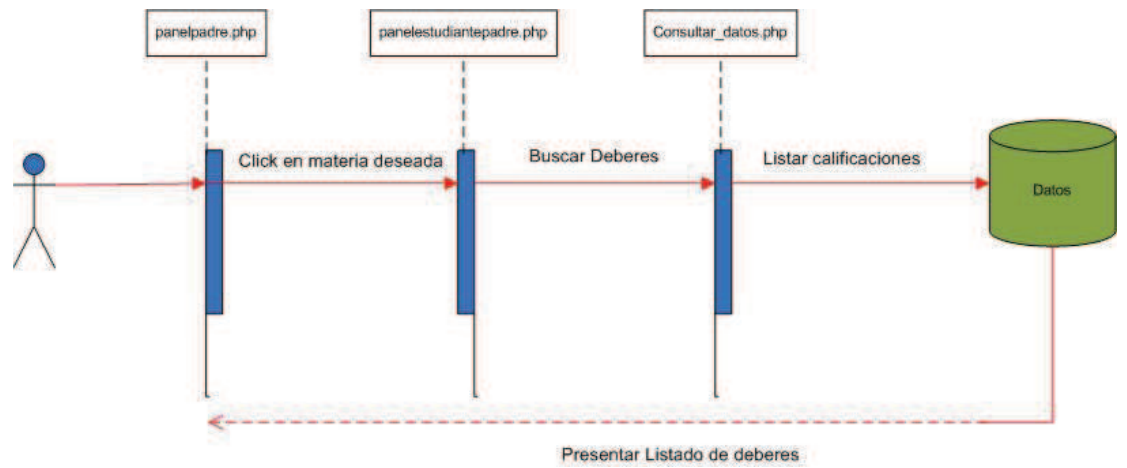 panelpadre.php
panelestudiantepadre.php
Consultar_datos.php
Click en materia deseada
Buscar Deberes
Listar calificaciones
Datos
Presentar Listado de deberes